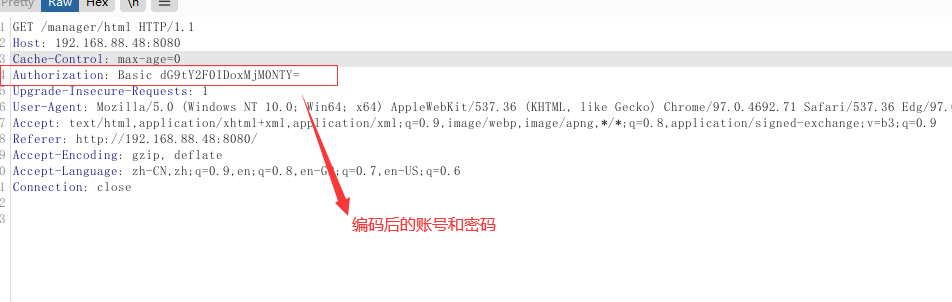 Pretty Raw Hex \n ≡
1 GET /manager/html HTTP/1.1
2 Host: 192.168.88.48:8080
3 Cache-Control: max-age=0
4 Authorization: Basic dG9tY2F0IDoxMjM0NTY=
5 Upgrade-Insecure-Requests: 1
6 User-Agent: Mozilla/5.0 (Windows NT 10.0; Win64; x64) AppleWebKit/537.36 (KHTML, like Gecko) Chrome/97.0.4692.71 Safari/537.36 Edg/97.0
7 Accept: text/html,application/xhtml+xml,application/xml;q=0.9,image/webp,image/apng,*/*;q=0.8,application/signed-exchange;v=b3;q=0.9
8 Referer: http://192.168.88.48:8080/
9 Accept-Encoding: gzip, deflate
0 Accept-Language: zh-CN,zh;q=0.9,en;q=0.8,en-GB;q=0.7,en-US;q=0.6
1 Connection: close
2
3
编码后的账号和密码